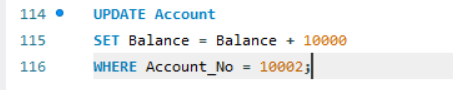 114 UPDATE Account
115 SET Balance = Balance + 10000
116 WHERE Account_No = 10002;